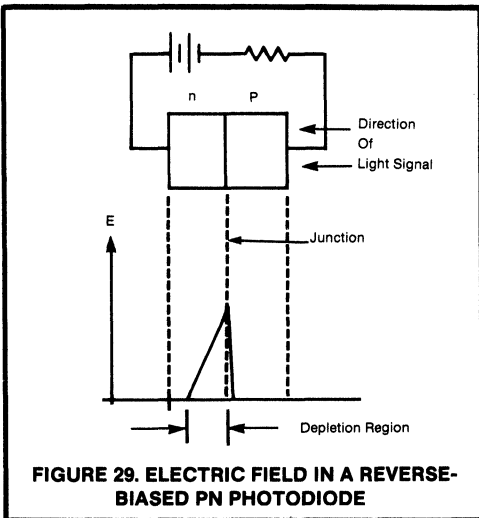 n P
Direction
Of
Light Signal
E
Junction
Depletion Region
FIGURE 29. ELECTRIC FIELD IN A REVERSE-
BIASED PN PHOTODIODE